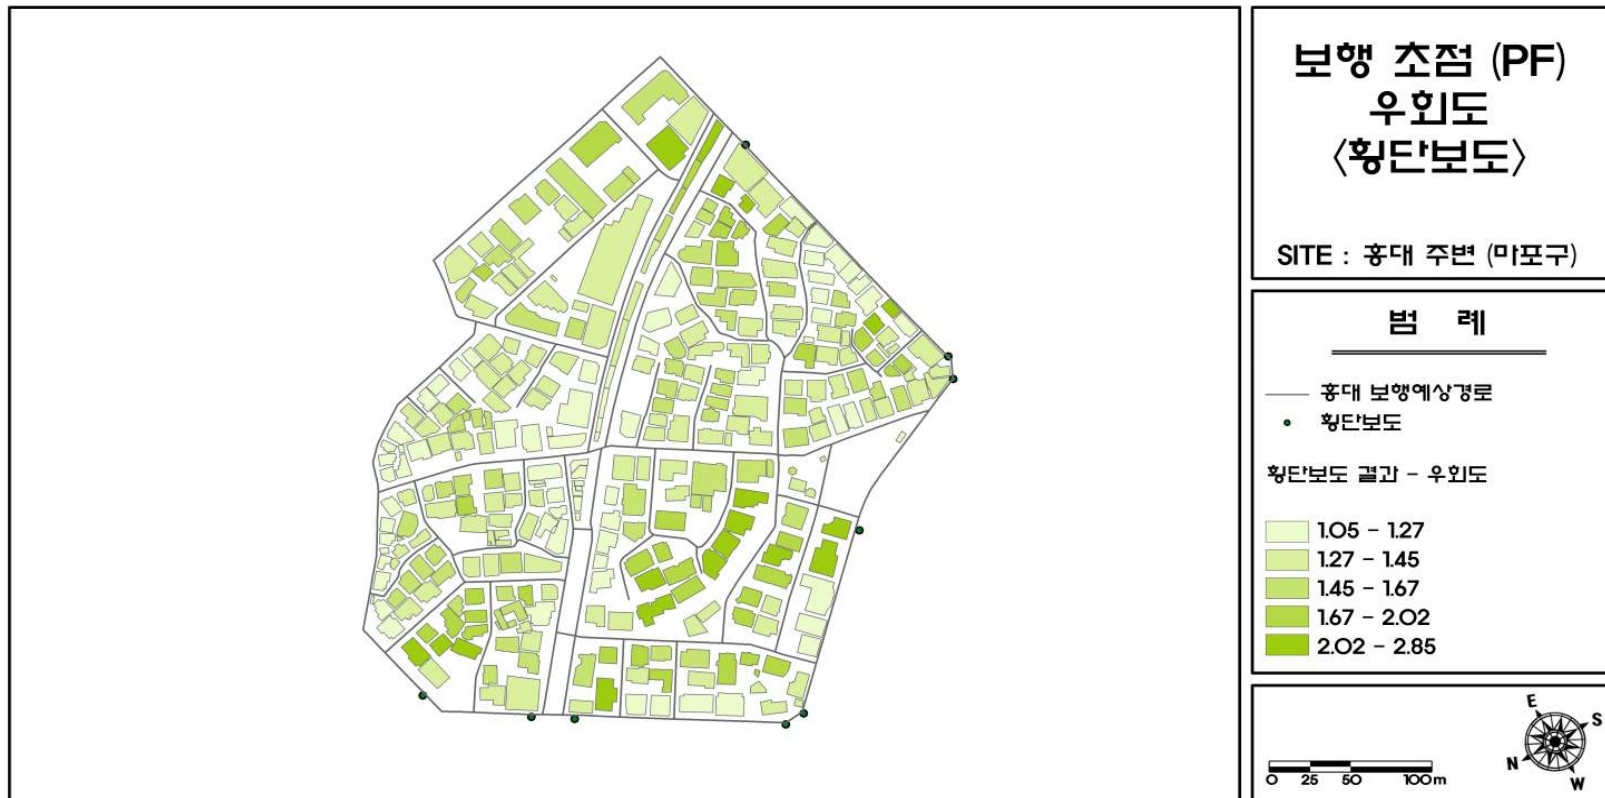 보행 초점 (PF)
우회도
<횡단보도>
SITE : 홍대 주변 (마포구)
범 례
홍대 보행예상경로
횡단보도
횡단보도 결과 - 우회도
1.05 - 1.27
1.27 - 1.45
1.45 - 1.67
1.67 - 2.02
2.02 - 2.85
0 25 50 100m
E
S
N
W